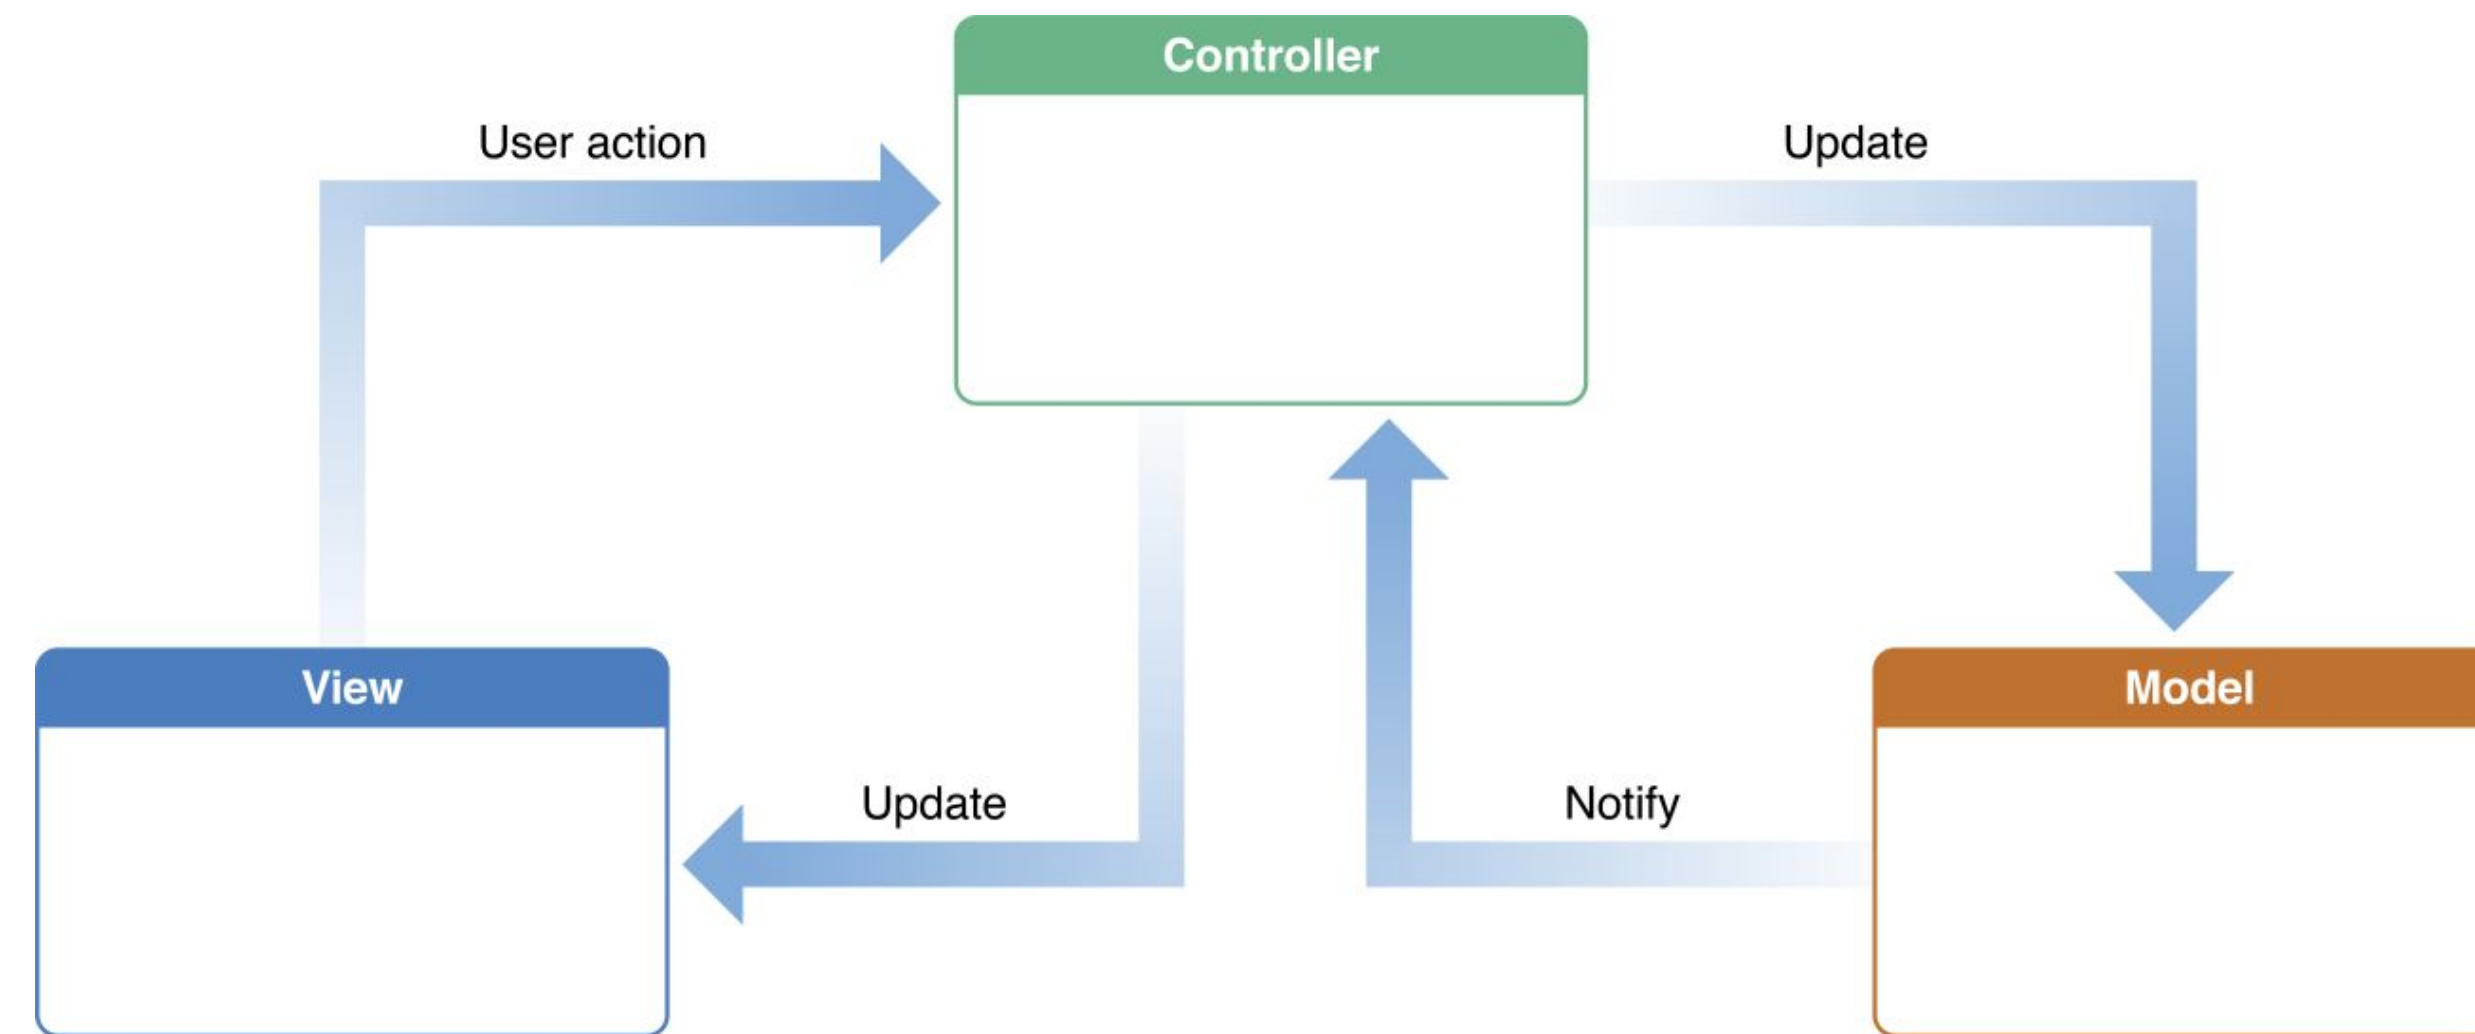 Controller
User action
Update
View
Model
Update
Notify